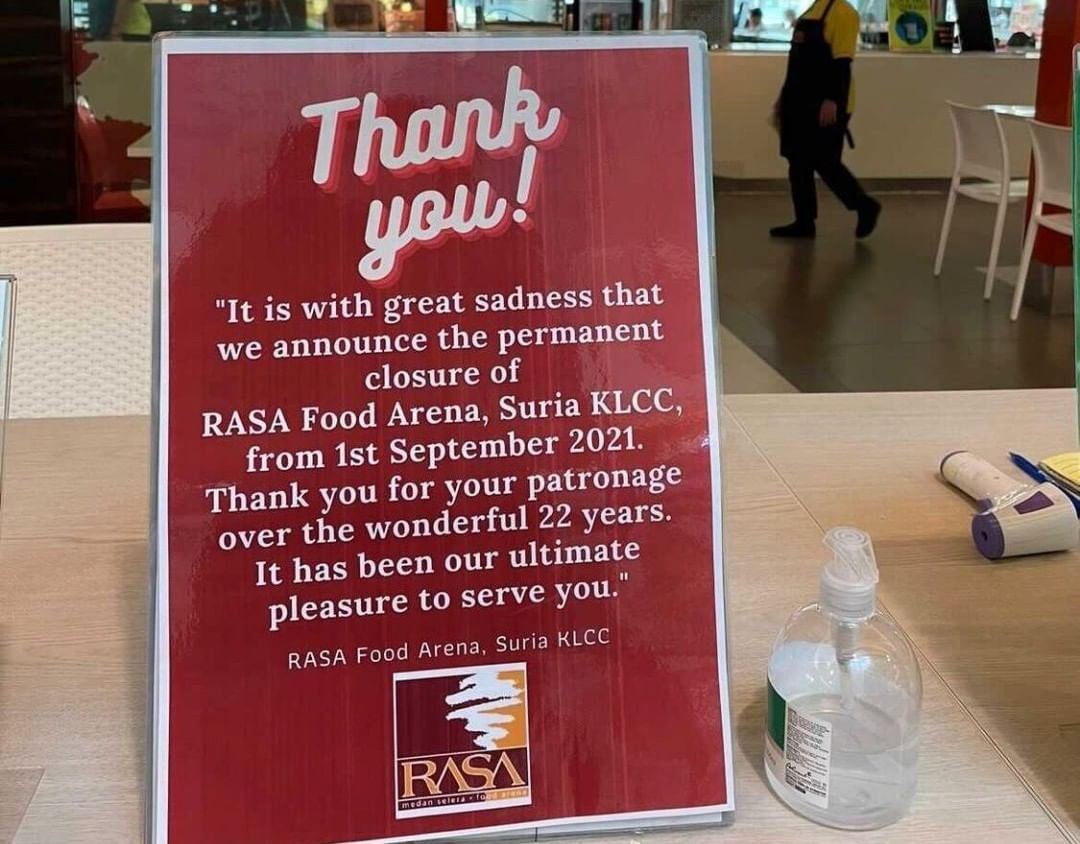 Thank
you!
"It is with great sadness that
we announce the permanent
closure of
RASA Food Arena, Suria KLCC,
from 1st September 2021.
Thank you for your patronage
over the wonderful 22 years.
It has been our ultimate
pleasure to serve you."
RASA Food Arena, Suria KLCC
RASA
medan selera - food arena